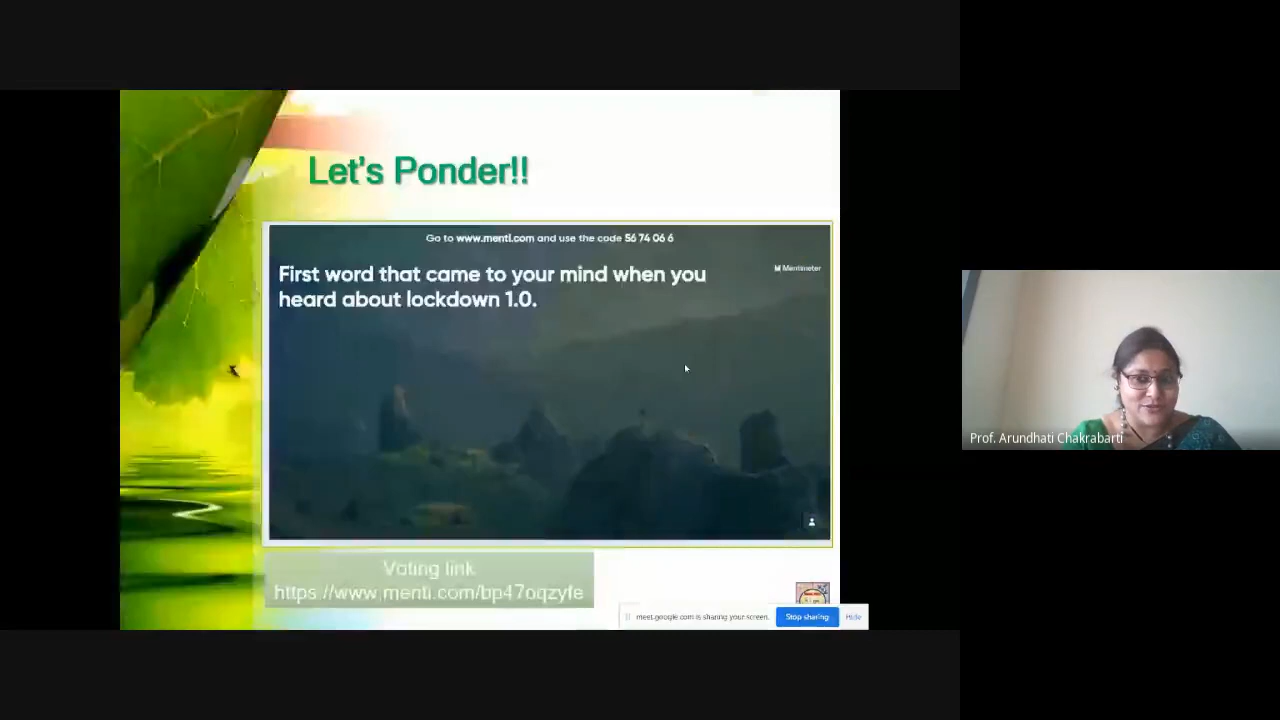 Let's Ponder!!
Go to www.menti.com and use the code 56 74 06 6
Mentimeter
First word that came to your mind when you
heard about lockdown 1.0.
Voting link
https://www.menti.com/bp47oqzyfe
meet.google.com is sharing your screen.
Stop sharing
Hide
Prof. Arundhati Chakrabarti